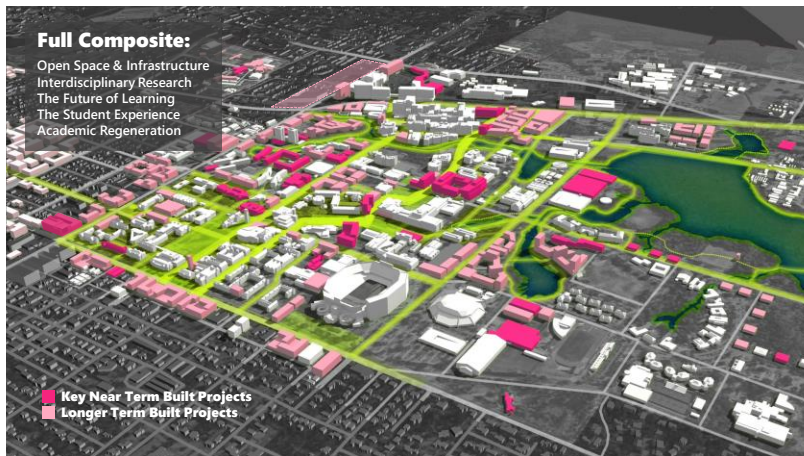 Full Composite:
Open Space & Infrastructure
Interdisciplinary Research
The Future of Learning
The Student Experience
Academic Regeneration
Key Near Term Built Projects
Longer Term Built Projects